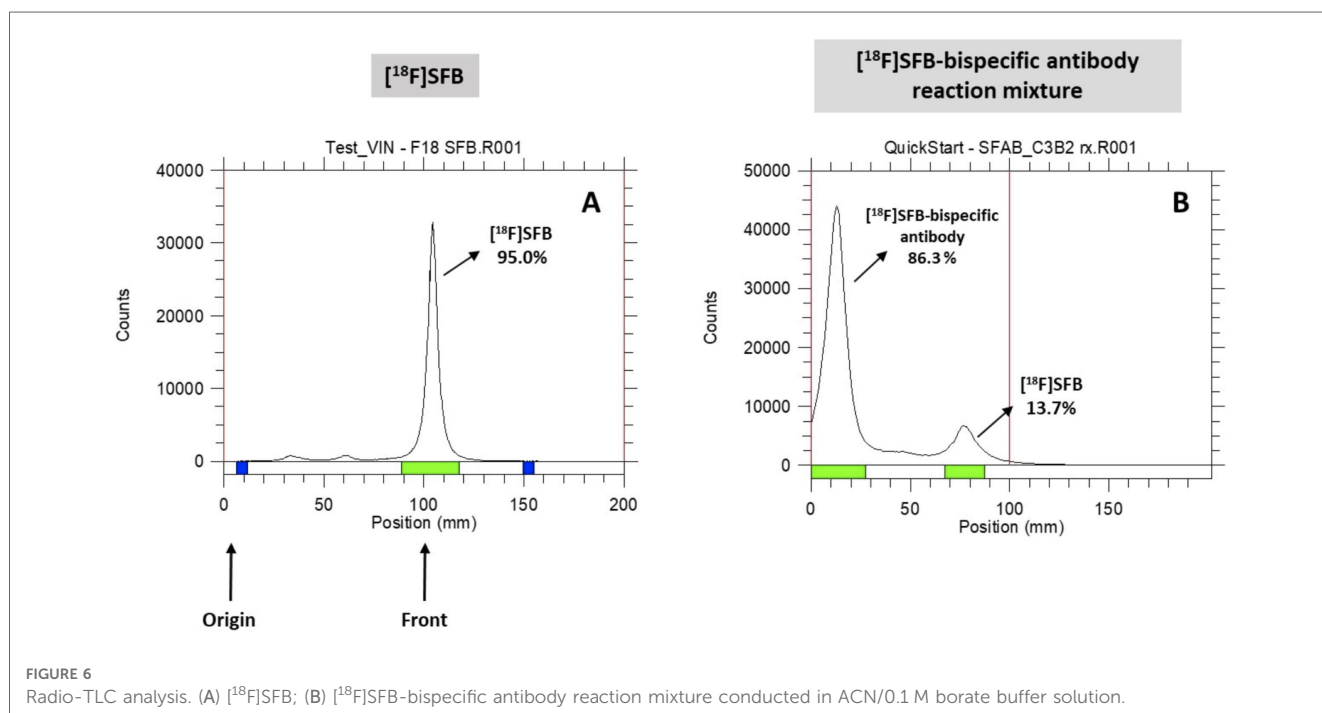 [¹⁸F]SFB
Test_VIN - F18 SFB.R001
40000
30000
20000
10000
0
Counts
A
[¹⁸F]SFB
95.0%
0
50
100
150
200
Position (mm)
Origin
Front
[¹⁸F]SFB-bispecific antibody
reaction mixture
QuickStart - SFAB_C3B2 rx.R001
50000
40000
30000
20000
10000
0
Counts
B
[¹⁸F]SFB-bispecific
antibody
86.3 %
[¹⁸F]SFB
13.7%
0
50
100
150
Position (mm)
FIGURE 6
Radio-TLC analysis. (A) [¹⁸F]SFB; (B) [¹⁸F]SFB-bispecific antibody reaction mixture conducted in ACN/0.1 M borate buffer solution.